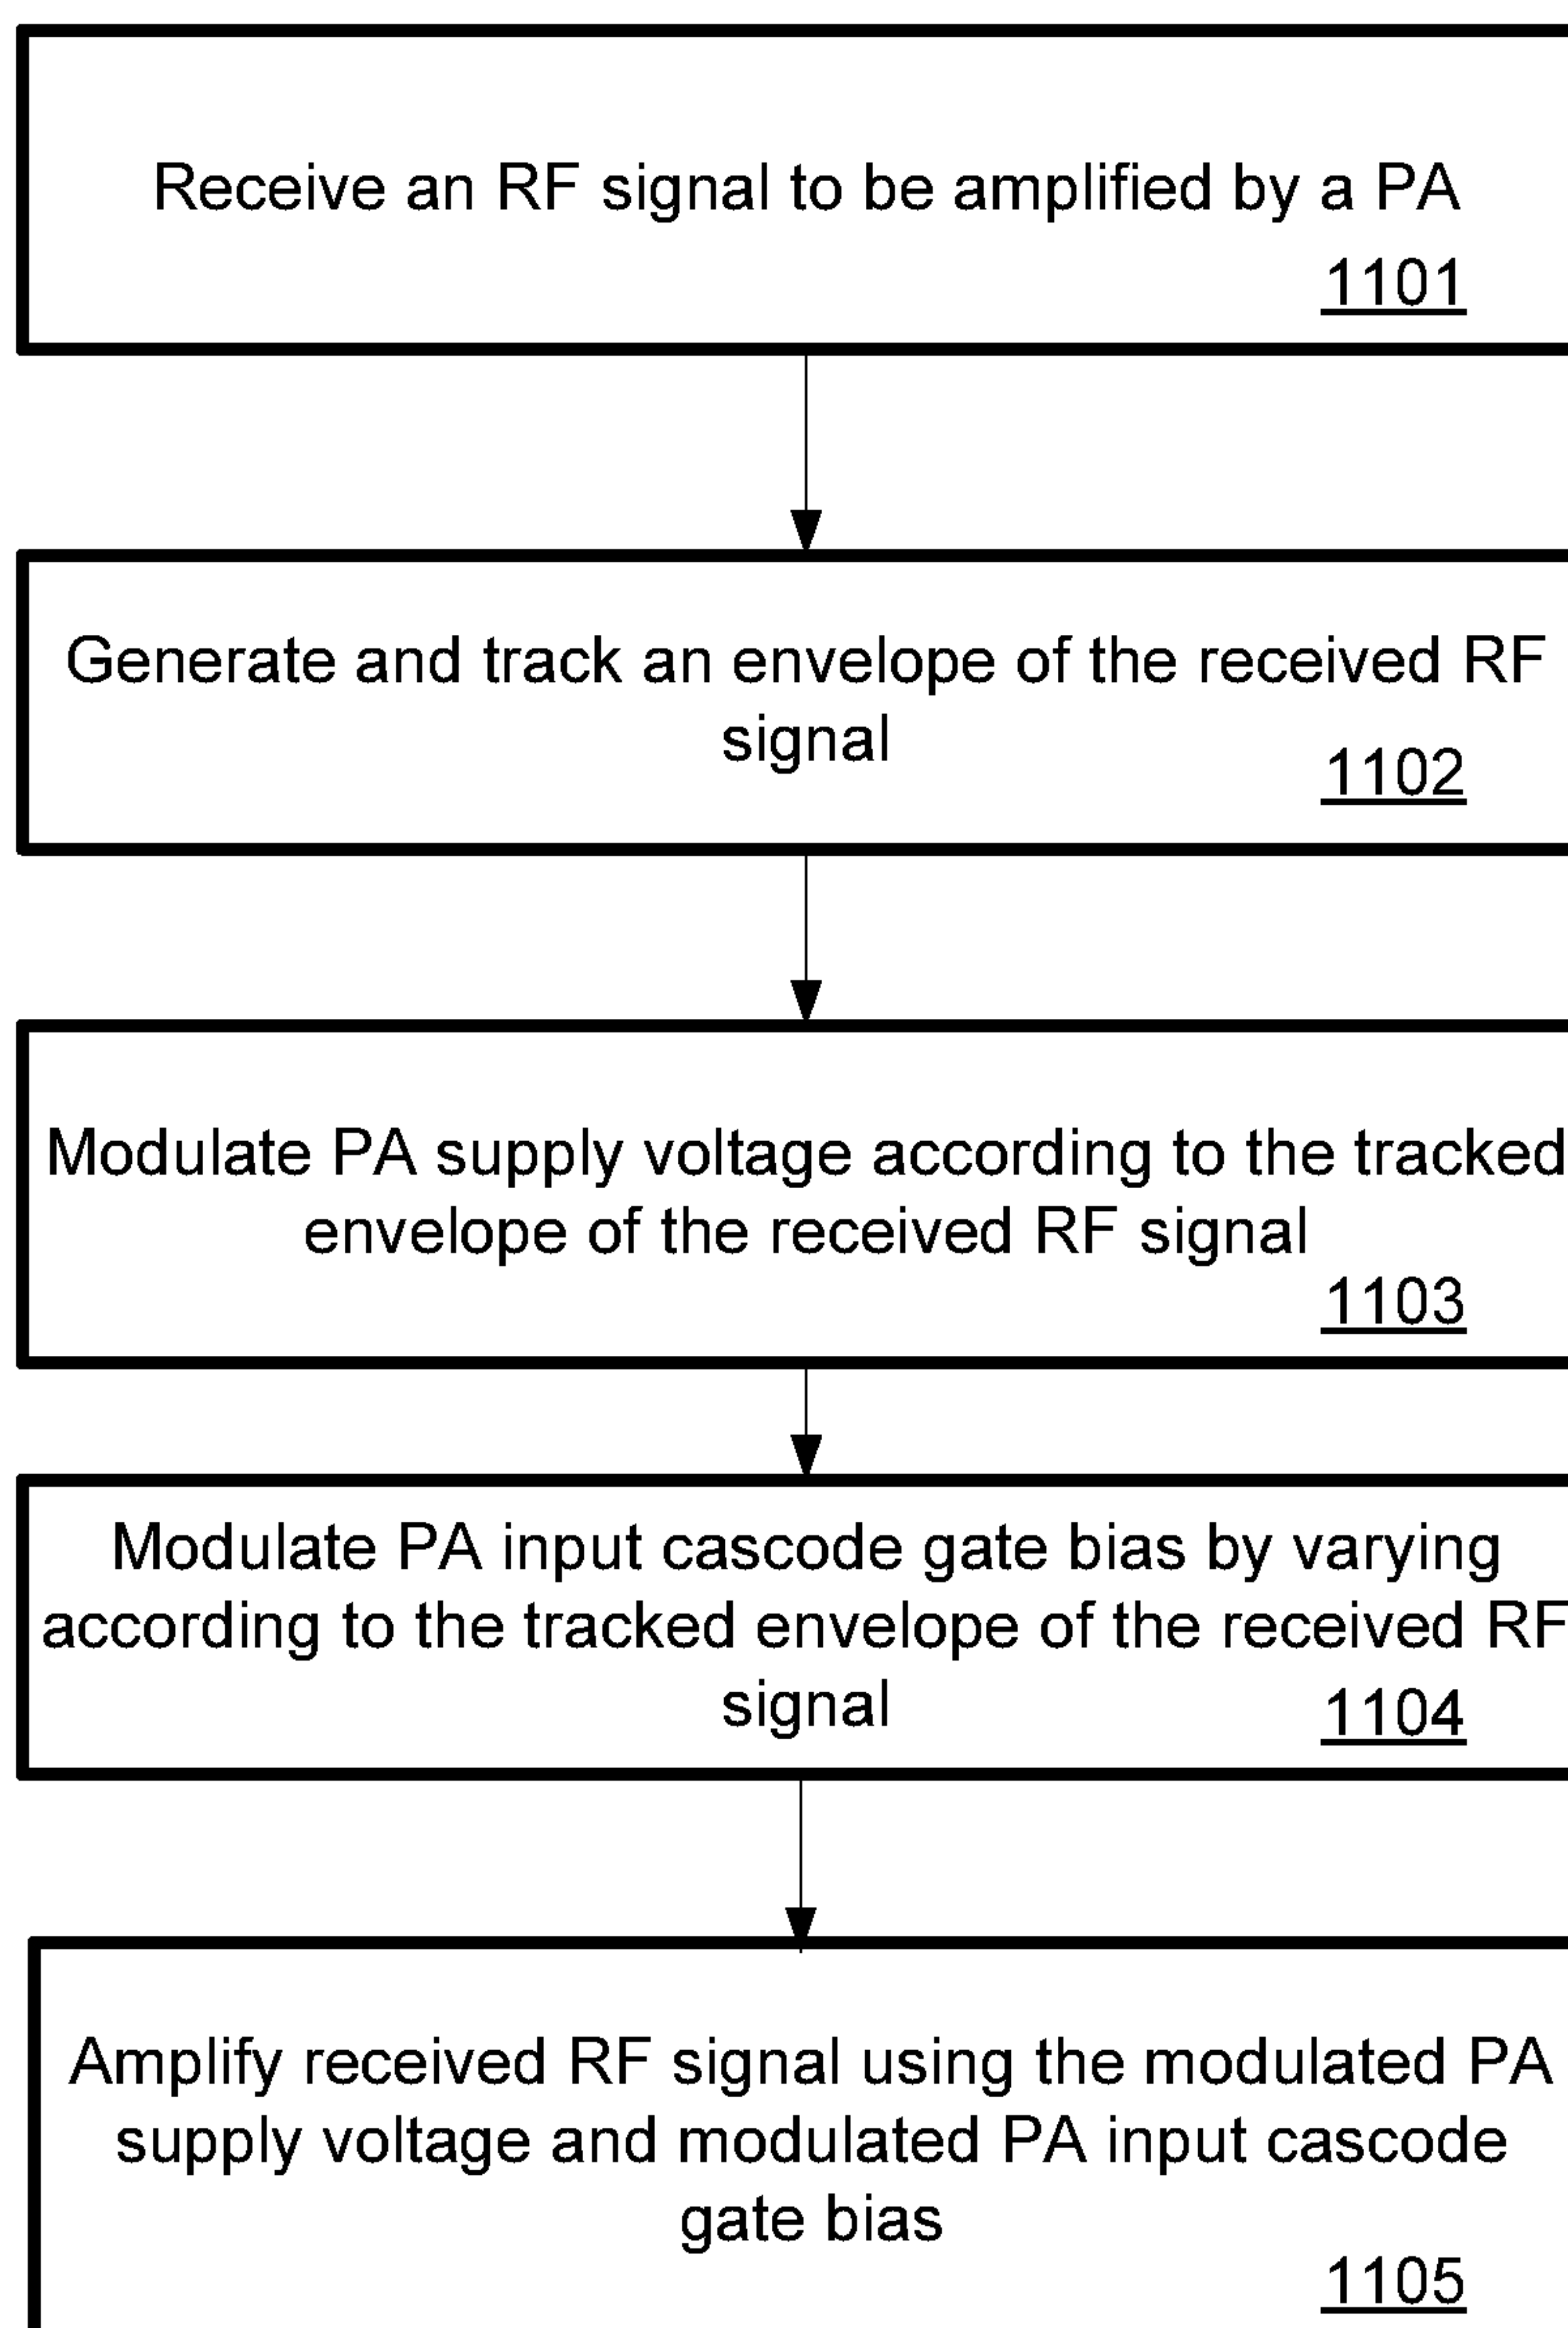 Receive an RF signal to be amplified by a PA
1101
Generate and track an envelope of the received RF
signal
1102
Modulate PA supply voltage according to the tracked
envelope of the received RF signal
1103
Modulate PA input cascode gate bias by varying
according to the tracked envelope of the received RF
signal
1104
Amplify received RF signal using the modulated PA
supply voltage and modulated PA input cascode
gate bias
1105